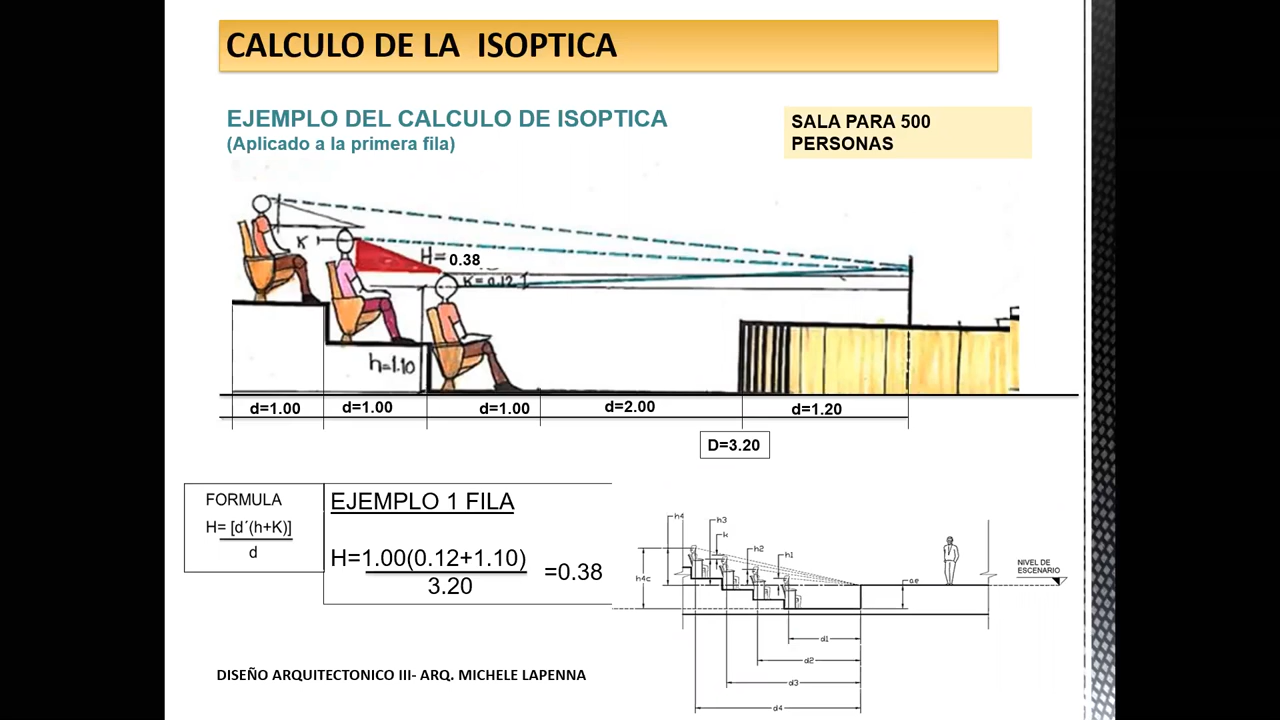 CALCULO DE LA ISOPTICA
EJEMPLO DEL CALCULO DE ISOPTICA
(Aplicado a la primera fila)
SALA PARA 500
PERSONAS
K
H= 0.38
K= 0.12
h=1.10
d=1.00
d=1.00
d=1.00
d=2.00
d=1.20
D=3.20
FORMULA
H= [d´(h+K)]
d
EJEMPLO 1 FILA
H=1.00(0.12+1.10)
3.20
=0.38
h4
h3
k
h2
h1
h4c
ae
NIVEL DE
ESCENARIO
d1
d2
d3
d4
DISEÑO ARQUITECTONICO III- ARQ. MICHELE LAPENNA